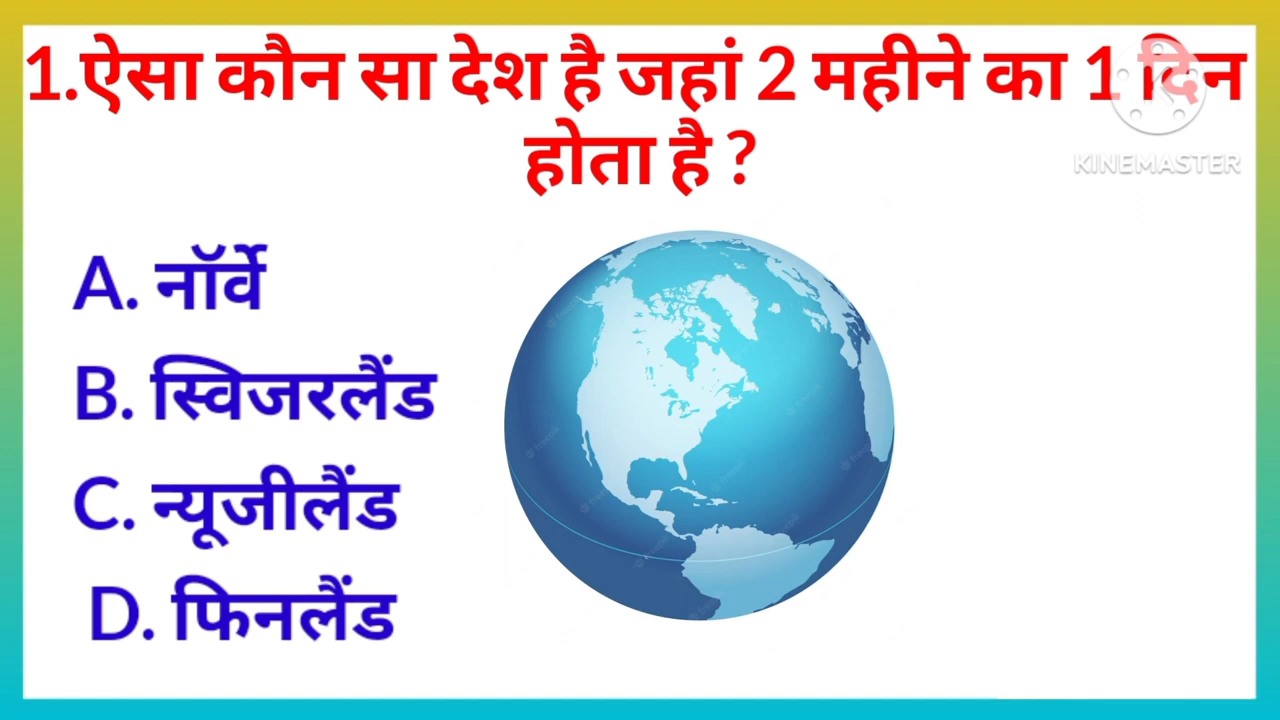 1.ऐसा कौन सा देश है जहां 2 महीने का 1 दिन
होता है ?
KINEMASTER
A. नॉर्वे
B. स्विजरलैंड
C. न्यूजीलैंड
D. फिनलैंड